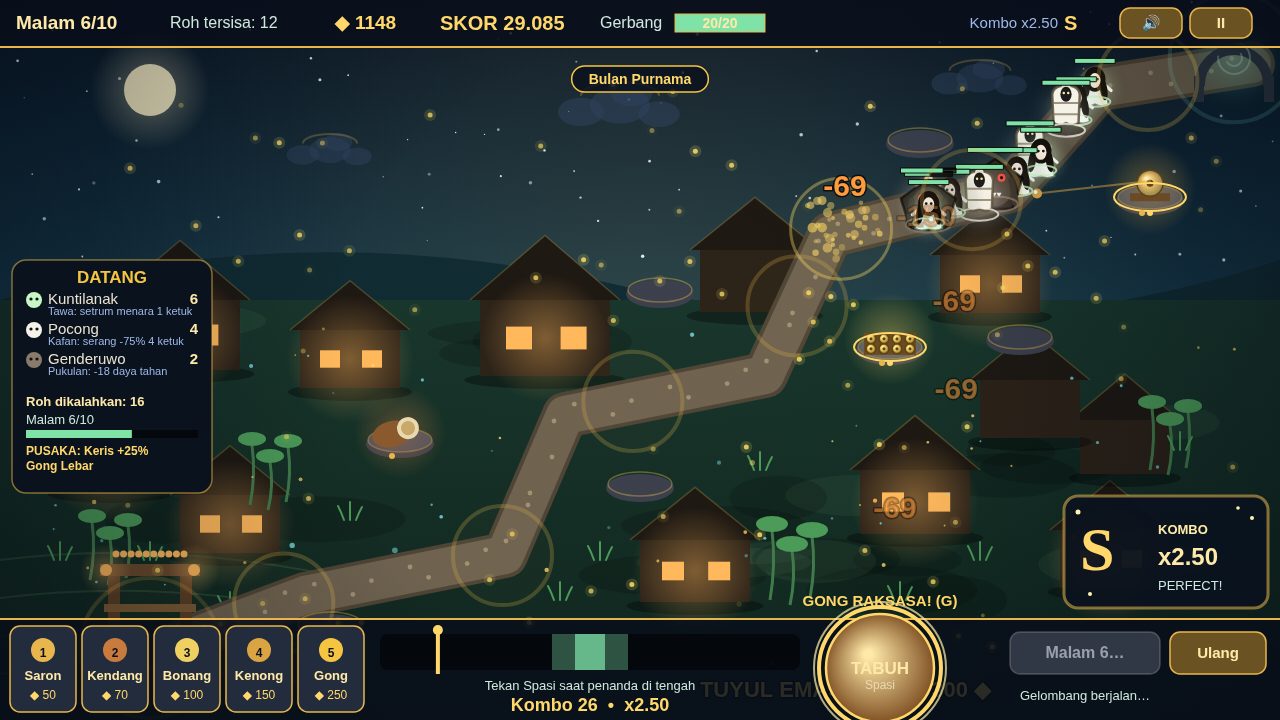 Malam 6/10
Roh tersisa: 12
◆ 1148
SKOR 29.085
Gerbang
20/20
Kombo x2.50 S
Bulan Purnama
-69
-69
-69
-69
DATANG
Kuntilanak 6
Tawa: setrum menara 1 ketuk
Pocong 4
Kafan: serang -75% 4 ketuk
Genderuwo 2
Pukulan: -18 daya tahan
Roh dikalahkan: 16
Malam 6/10
PUSAKA: Keris +25%
Gong Lebar
S
KOMBO
x2.50
PERFECT!
GONG RAKSASA! (G)
1
Saron
◆ 50
2
Kendang
◆ 70
3
Bonang
◆ 100
4
Kenong
◆ 150
5
Gong
◆ 250
Tekan Spasi saat penanda di tengah
Kombo 26 • x2.50
TUYUL
TABUH
Spasi
Malam 6…
Ulang
Gelombang berjalan…